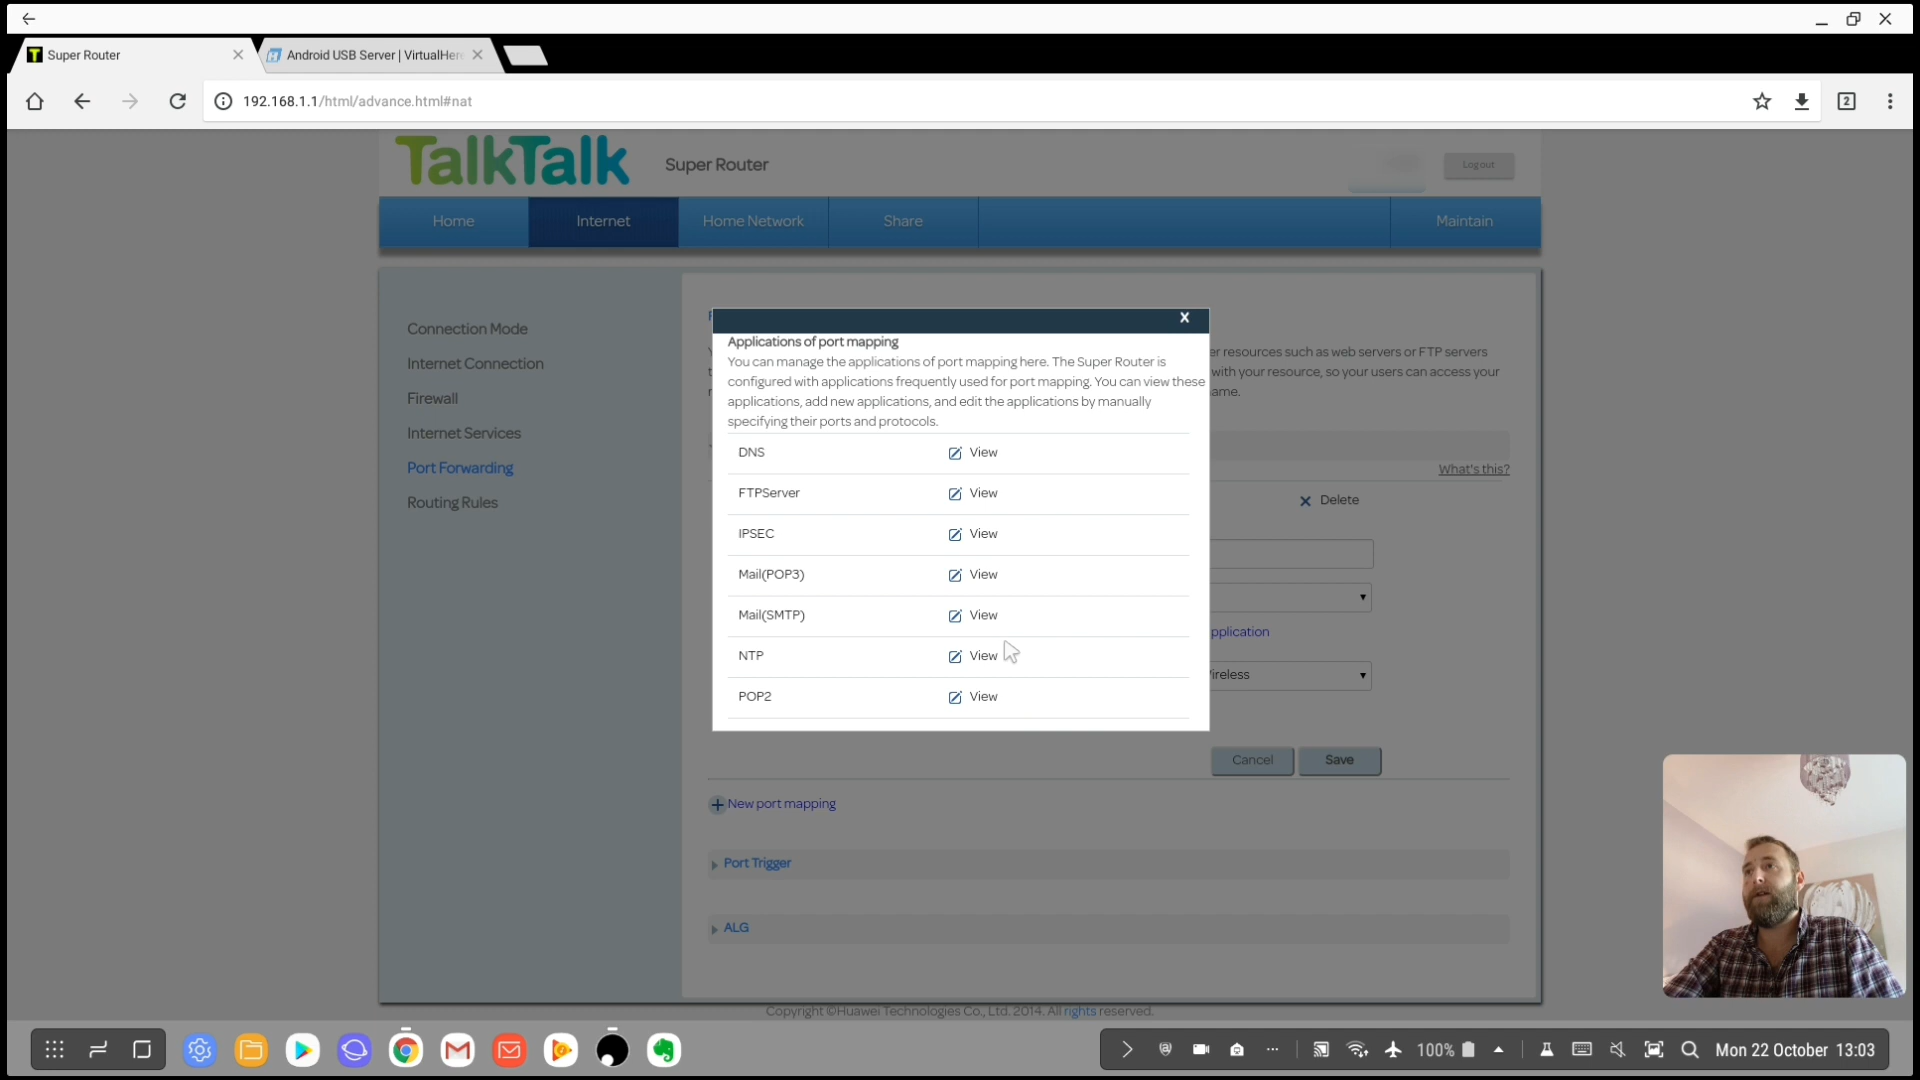 Super Router
Android USB Server | VirtualHere
192.168.1.1/html/advance.html#nat
2
TalkTalk
Super Router
Logout
Home
Internet
Home Network
Share
Maintain
Connection Mode
Internet Connection
Firewall
Internet Services
Port Forwarding
Routing Rules
X
Applications of port mapping
You can manage the applications of port mapping here. The Super Router is
configured with applications frequently used for port mapping. You can view these
applications, add new applications, and edit the applications by manually
specifying their ports and protocols.
DNS View
FTPServer View
IPSEC View
Mail(POP3) View
Mail(SMTP) View
NTP View
POP2 View
er resources such as web servers or FTP servers
with your resource, so your users can access your
ame.
What's this?
Delete
pplication
ireless
Cancel
Save
New port mapping
Port Trigger
ALG
Copyright ©Huawei Technologies Co., Ltd. 2014. All rights reserved.
100%
Mon 22 October 13:03